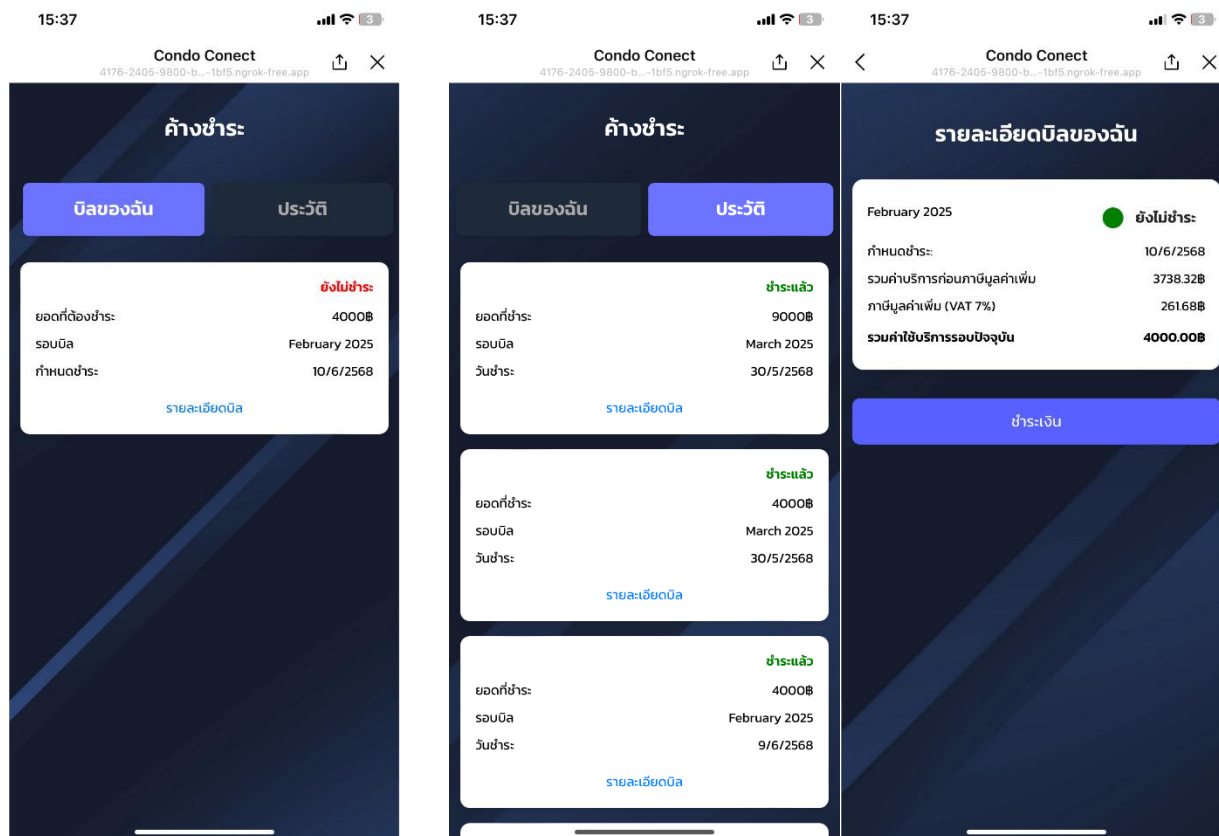 15:37
3
Condo Conect
4176-2405-9800-b...-1bf5.ngrok-free.app
ค้างชำระ
บิลของฉัน
ประวัติ
ยังไม่ชำระ
ยอดที่ต้องชำระ 4000฿
รอบบิล February 2025
กำหนดชำระ 10/6/2568
รายละเอียดบิล
15:37
3
Condo Conect
4176-2405-9800-b...-1bf5.ngrok-free.app
ค้างชำระ
บิลของฉัน
ประวัติ
ชำระแล้ว
ยอดที่ชำระ 9000฿
รอบบิล March 2025
วันชำระ 30/5/2568
รายละเอียดบิล
ชำระแล้ว
ยอดที่ชำระ 4000฿
รอบบิล March 2025
วันชำระ 30/5/2568
รายละเอียดบิล
ชำระแล้ว
ยอดที่ชำระ 4000฿
รอบบิล February 2025
วันชำระ 9/6/2568
รายละเอียดบิล
15:37
3
Condo Conect
4176-2405-9800-b...-1bf5.ngrok-free.app
รายละเอียดบิลของฉัน
February 2025 ยังไม่ชำระ
กำหนดชำระ: 10/6/2568
รวมค่าบริการก่อนภาษีมูลค่าเพิ่ม 3738.32฿
ภาษีมูลค่าเพิ่ม (VAT 7%) 261.68฿
รวมค่าใช้บริการรอบปัจจุบัน 4000.00฿
ชำระเงิน